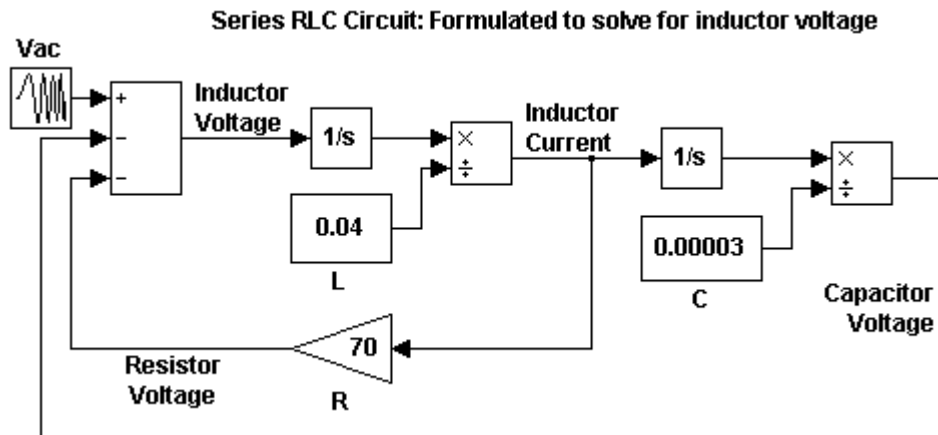 Series RLC Circuit: Formulated to solve for inductor voltage
Vac
+
−
−
Inductor
Voltage
1/s
×
÷
Inductor
Current
1/s
×
÷
0.04
L
0.00003
C
Capacitor
Voltage
70
R
Resistor
Voltage